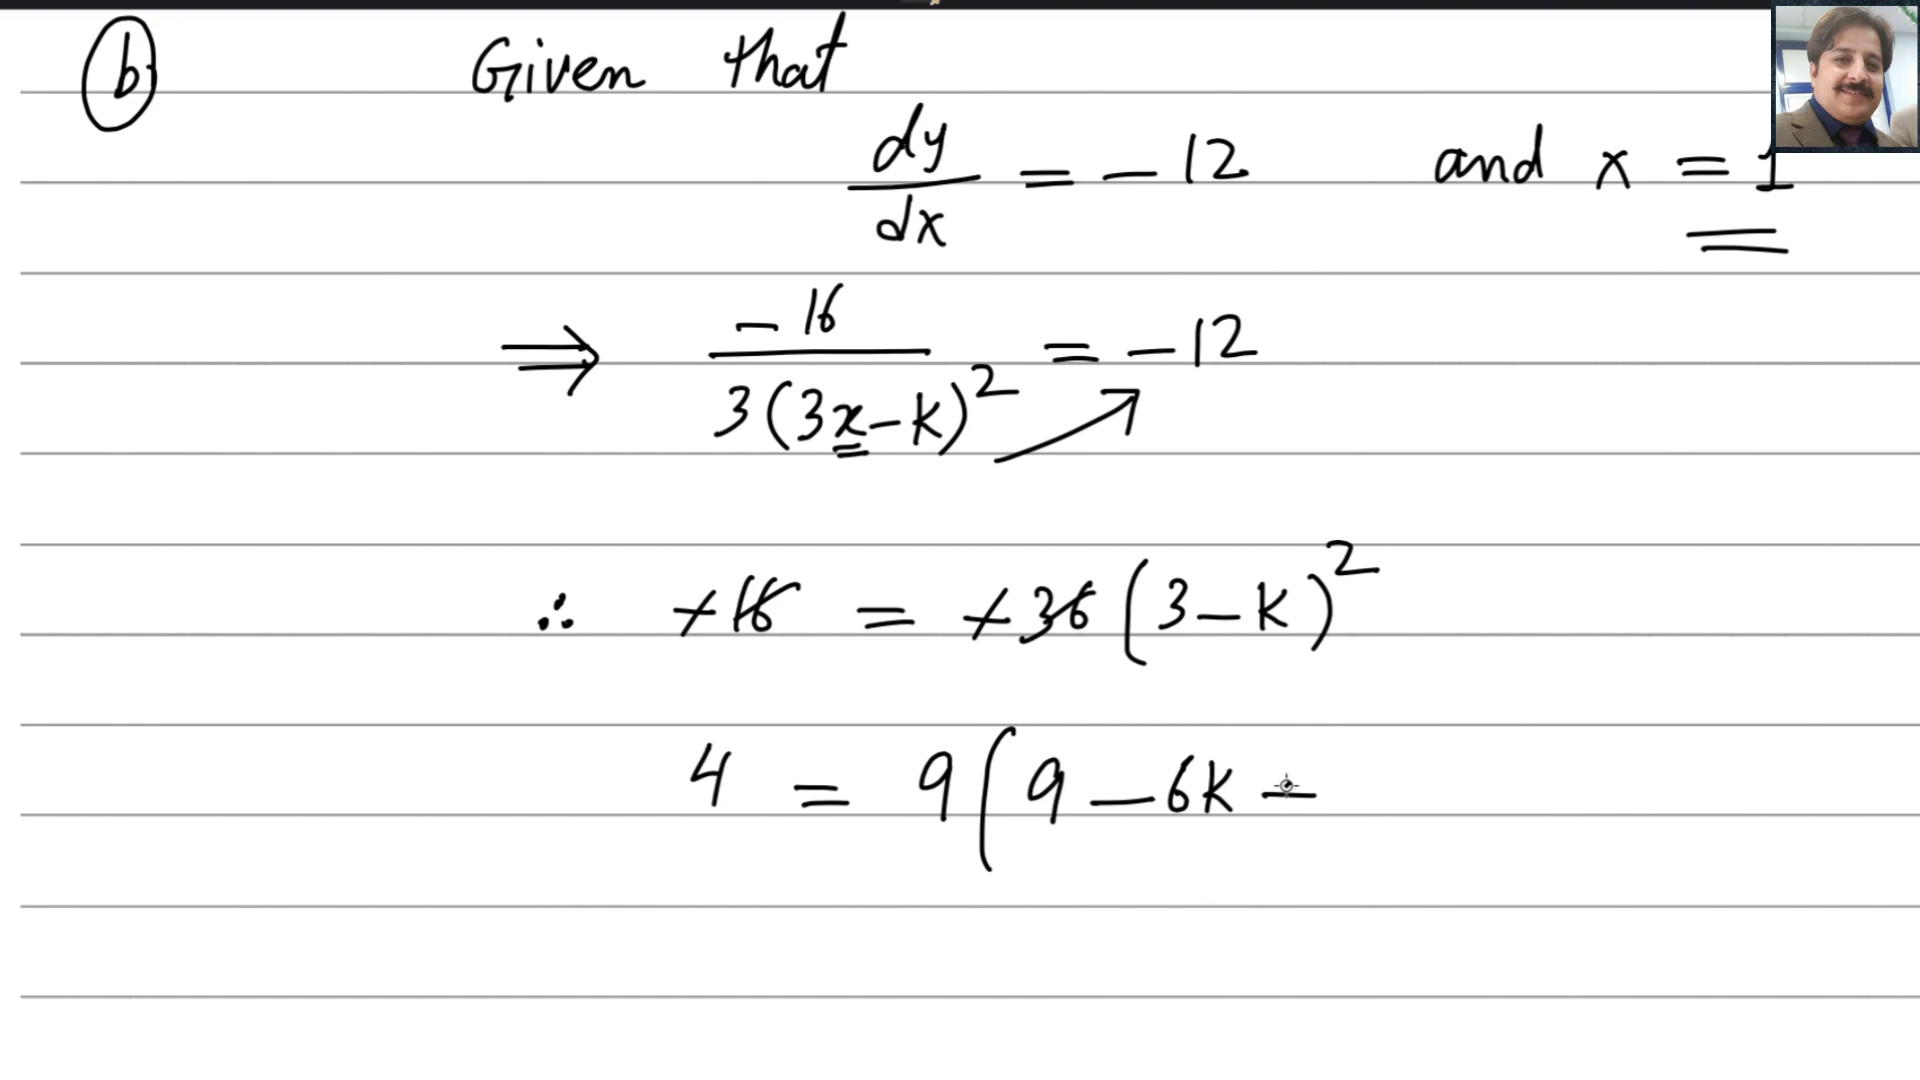 (b) Given that
dy/dx = -12 and x = 1
⇒ -16/3(3x-k)² = -12
∴ +16 = +36(3-k)²
4 = 9(9-6k-